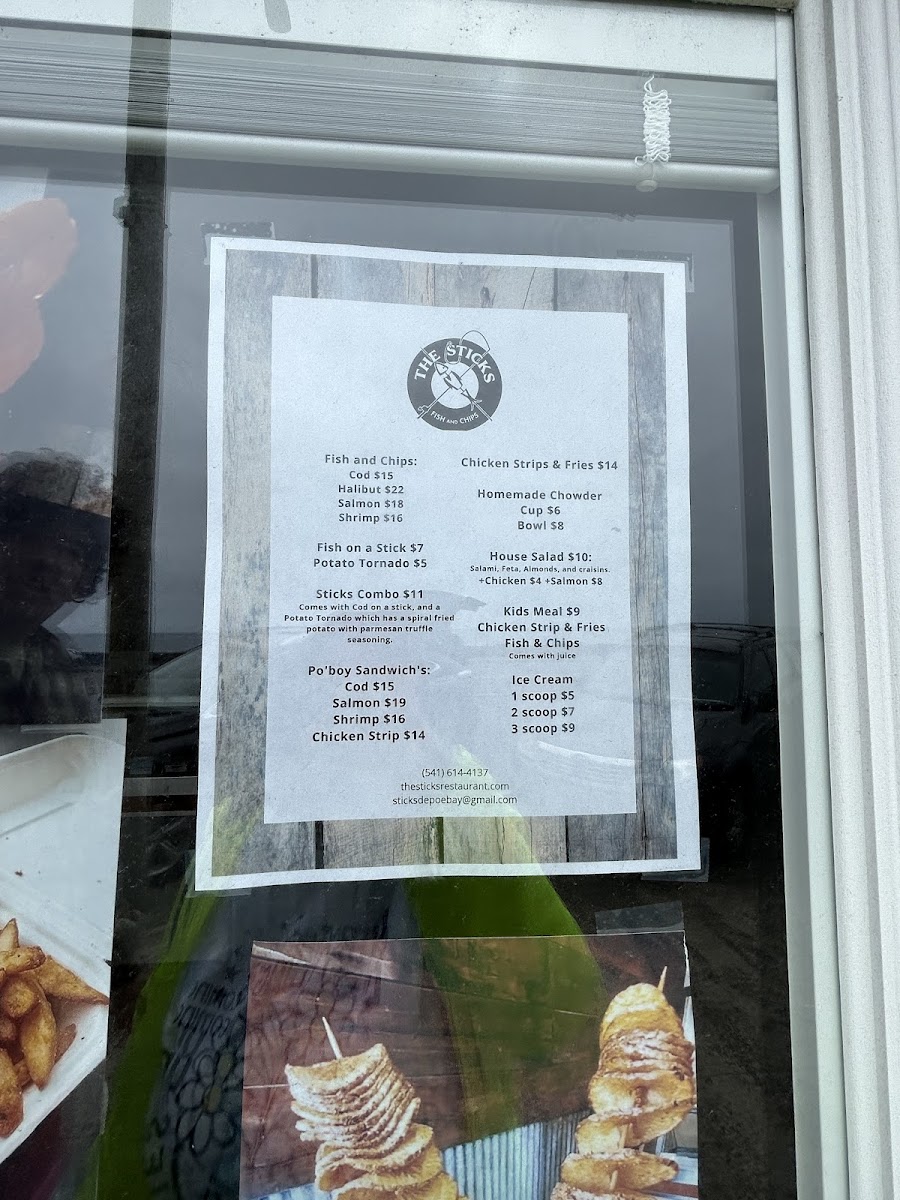 THE STICKS
FISH AND CHIPS
Fish and Chips:
Cod $15
Halibut $22
Salmon $18
Shrimp $16
Fish on a Stick $7
Potato Tornado $5
Sticks Combo $11
Comes with Cod on a stick, and a
Potato Tornado which has a spiral fried
potato with parmesan truffle
seasoning.
Po'boy Sandwich's:
Cod $15
Salmon $19
Shrimp $16
Chicken Strip $14
Chicken Strips & Fries $14
Homemade Chowder
Cup $6
Bowl $8
House Salad $10:
Salami, Feta, Almonds, and craisins.
+Chicken $4 +Salmon $8
Kids Meal $9
Chicken Strip & Fries
Fish & Chips
Comes with juice
Ice Cream
1 scoop $5
2 scoop $7
3 scoop $9
(541) 614-4137
thesticksrestaurant.com
sticksdepoebay@gmail.com